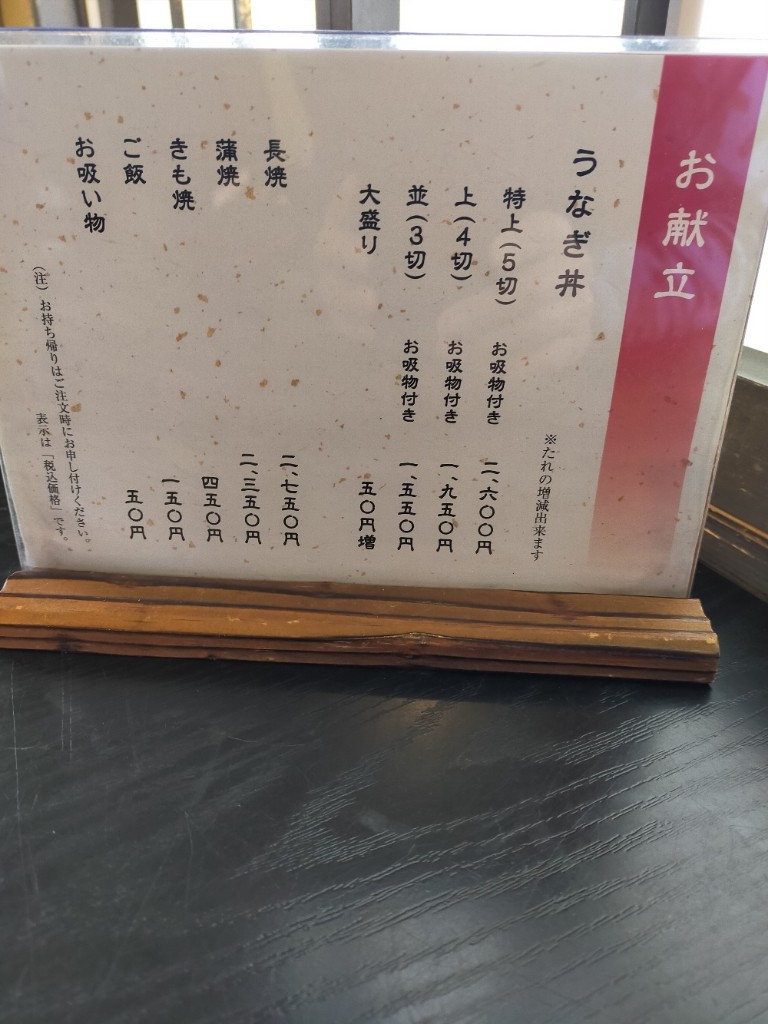 お献立
うなぎ丼
※たれの増減出来ます
特上(5切) お吸物付き 二、六〇〇円
上(4切) お吸物付き 一、九五〇円
並(3切) お吸物付き 一、五五〇円
大盛り 五〇円増
長焼 二、七五〇円
蒲焼 二、三五〇円
きも焼 四五〇円
ご飯 一五〇円
お吸い物 五〇円
(注) お持ち帰りはご注文時にお申し付けください。
表示は「税込価格」です。